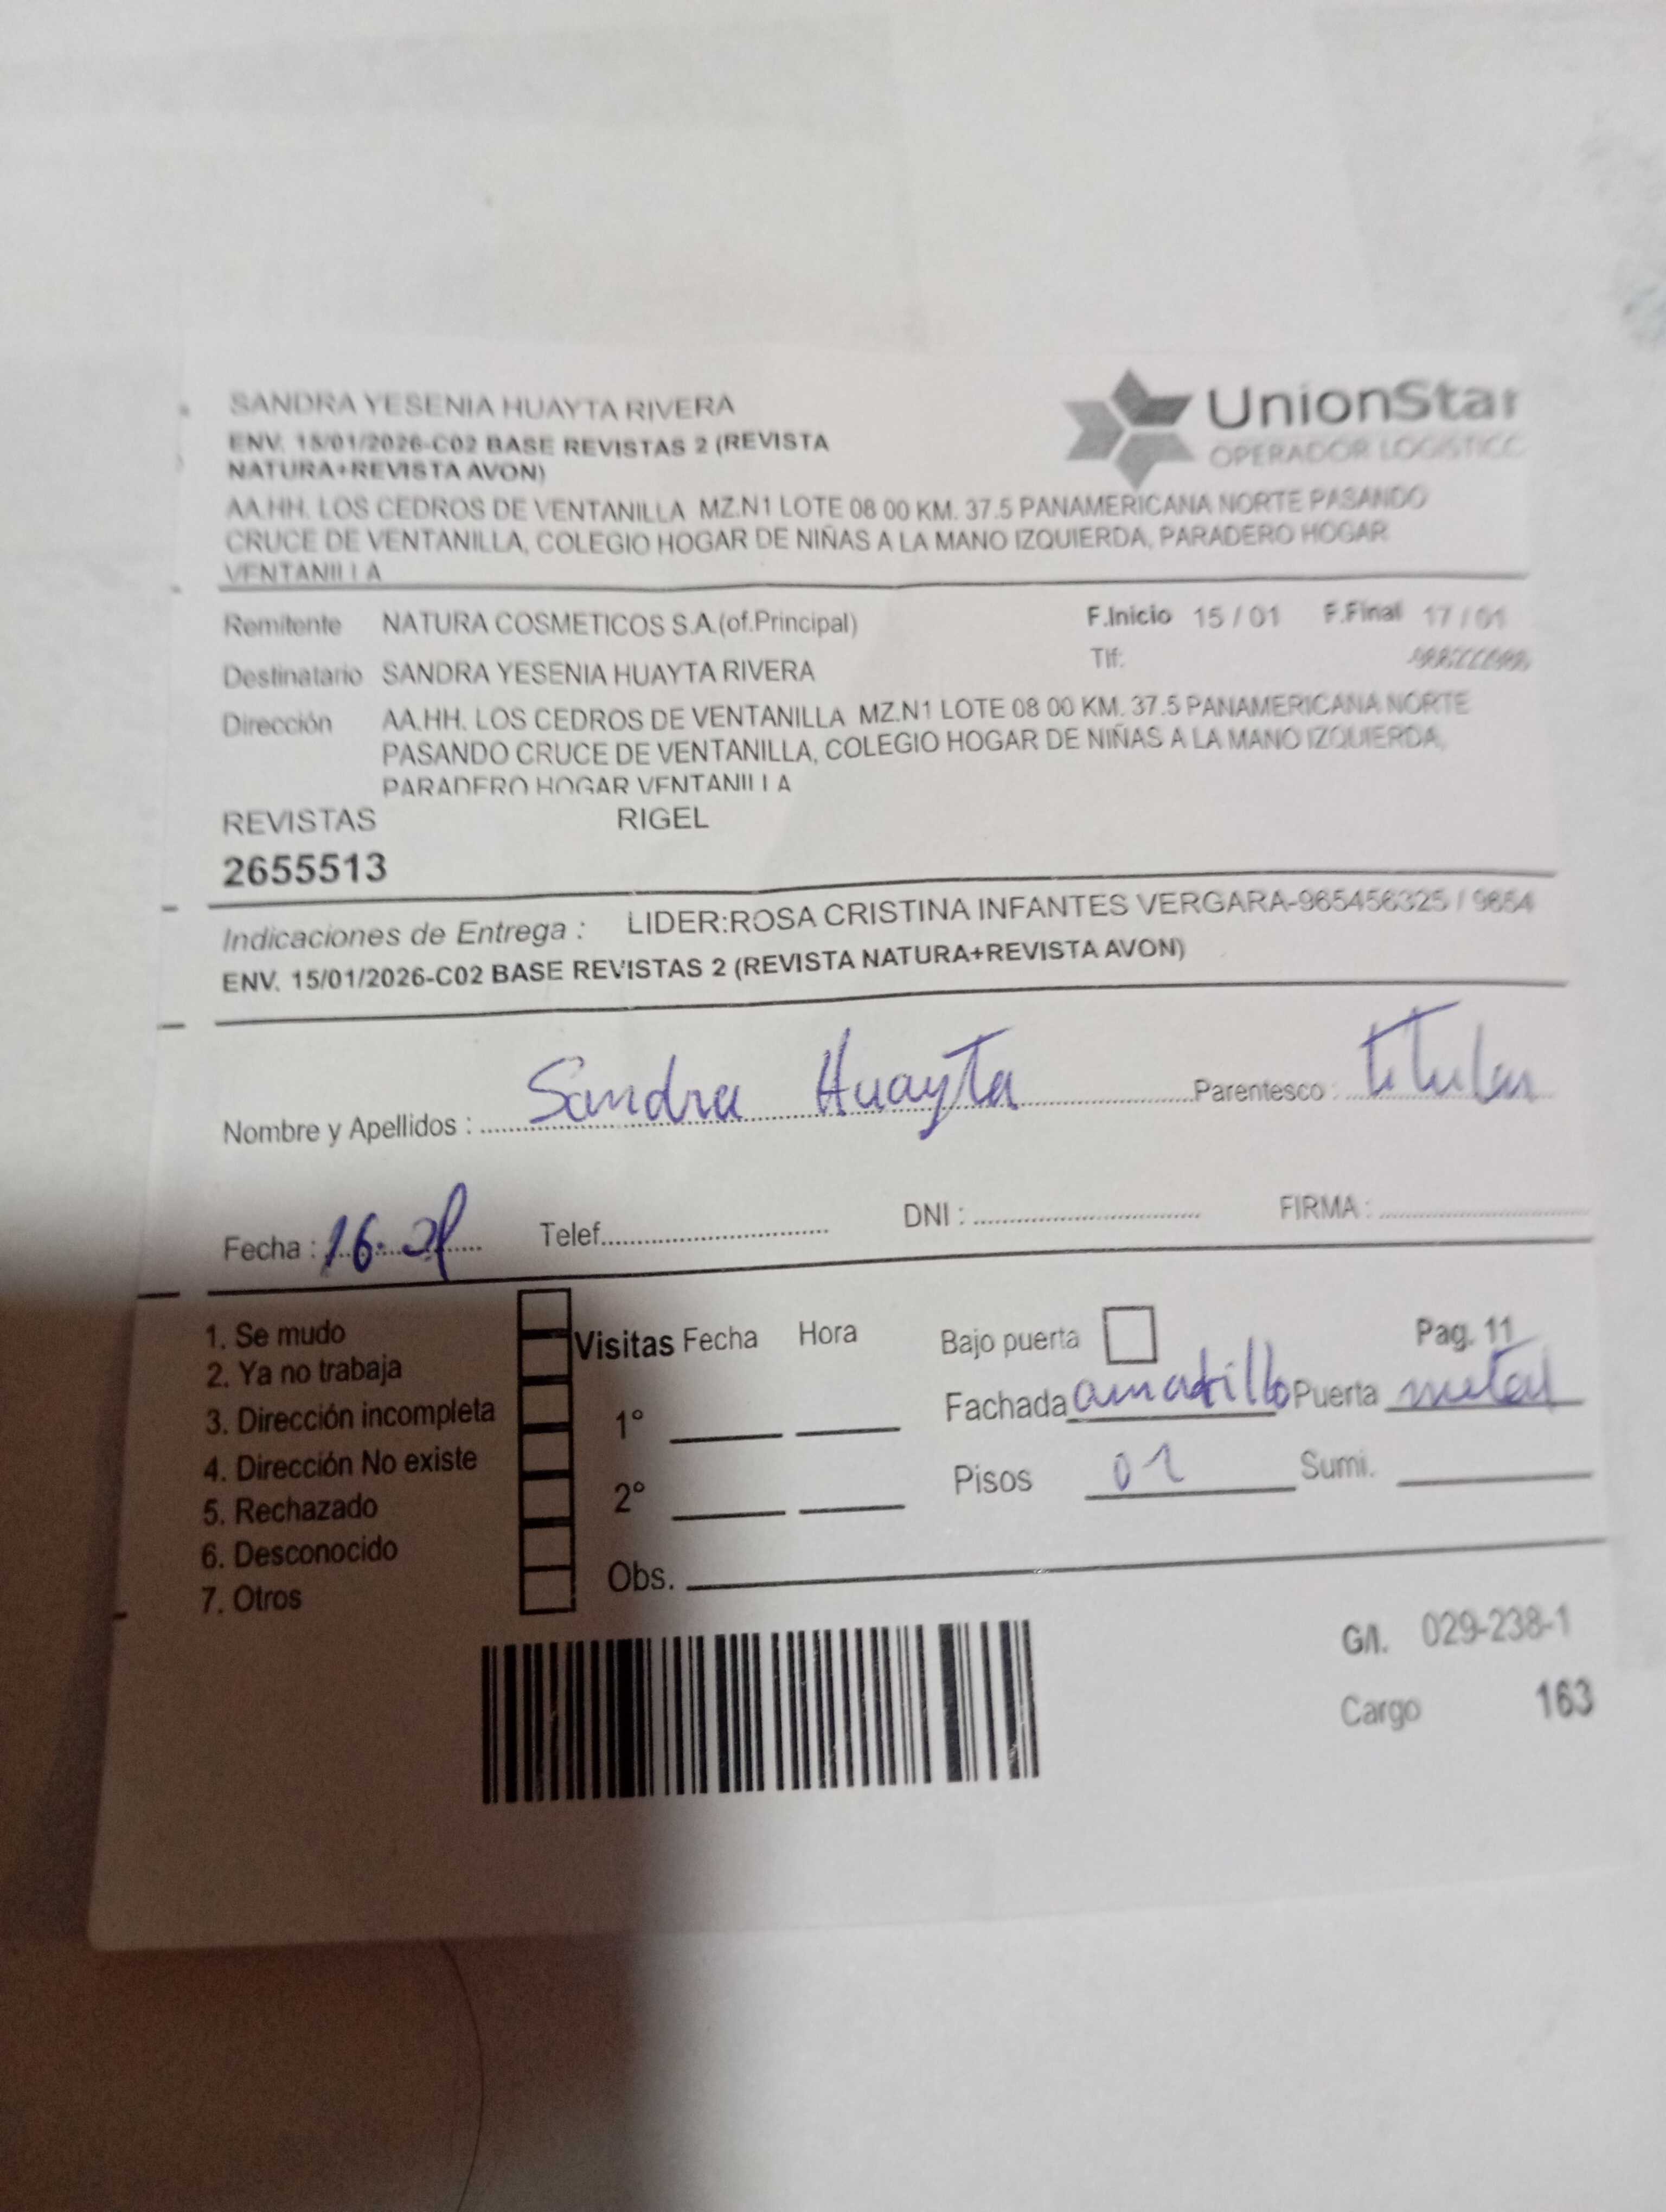 SANDRA YESENIA HUAYTA RIVERA
UnionStar
OPERADOR LOGISTICO
ENV. 15/01/2026-C02 BASE REVISTAS 2 (REVISTA
NATURA+REVISTA AVON)
AA.HH. LOS CEDROS DE VENTANILLA MZ.N1 LOTE 08 00 KM. 37.5 PANAMERICANA NORTE PASANDO
CRUCE DE VENTANILLA, COLEGIO HOGAR DE NIÑAS A LA MANO IZQUIERDA, PARADERO HOGAR
VENTANILLA
Remitente NATURA COSMETICOS S.A.(of.Principal) F.Inicio 15 / 01 F.Final 17 / 01
Destinatario SANDRA YESENIA HUAYTA RIVERA Tlf:
Dirección AA.HH. LOS CEDROS DE VENTANILLA MZ.N1 LOTE 08 00 KM. 37.5 PANAMERICANA NORTE
PASANDO CRUCE DE VENTANILLA, COLEGIO HOGAR DE NIÑAS A LA MANO IZQUIERDA,
PARADERO HOGAR VENTANILLA
REVISTAS RIGEL
2655513
Indicaciones de Entrega : LIDER:ROSA CRISTINA INFANTES VERGARA-965456325 / 9654
ENV. 15/01/2026-C02 BASE REVISTAS 2 (REVISTA NATURA+REVISTA AVON)
Nombre y Apellidos : Sandra Huayta Parentesco : titular
Fecha : 16.01 Telef. DNI : FIRMA :
1. Se mudo
2. Ya no trabaja
3. Dirección incompleta
4. Dirección No existe
5. Rechazado
6. Desconocido
7. Otros
Visitas Fecha Hora
1°
2°
Obs.
Bajo puerta Pag. 11
Fachada amarillo Puerta metal
Pisos 01 Sumi.
G/I. 029-238-1
Cargo 163